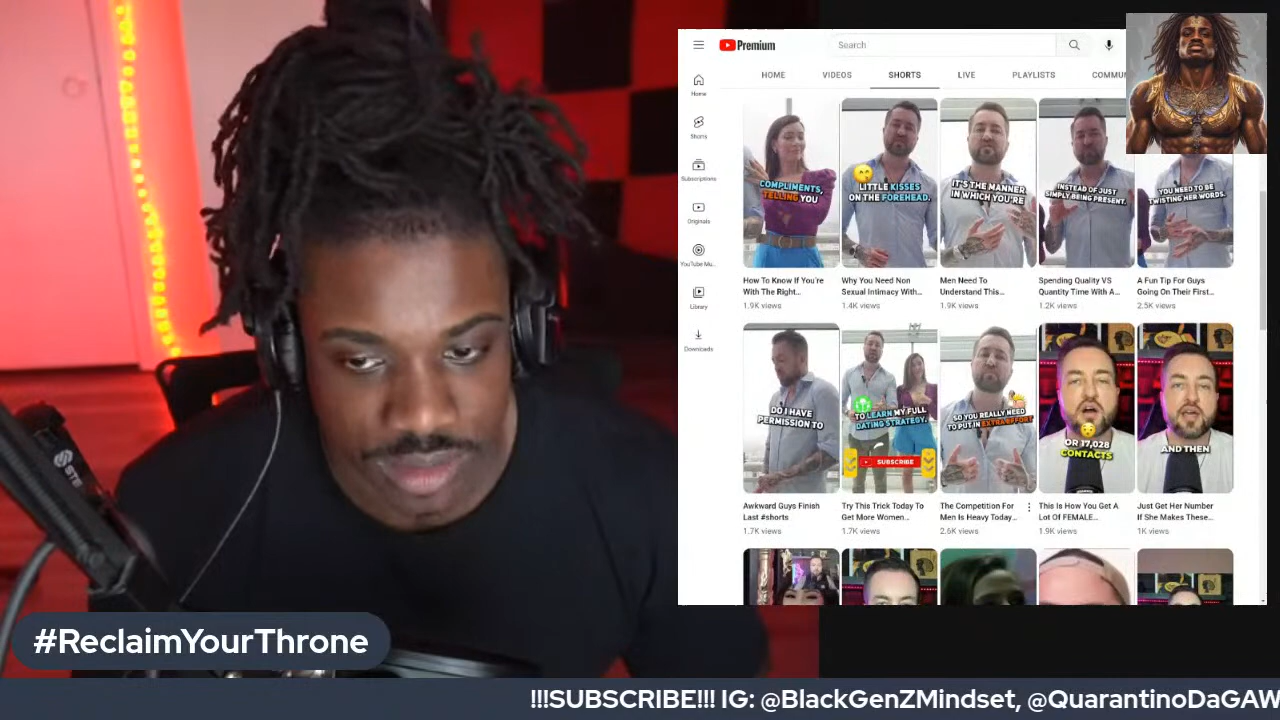 Premium
Search
HOME
VIDEOS
SHORTS
LIVE
PLAYLISTS
COMMUN
Home
Shorts
Subscriptions
Originals
YouTube Mu...
Library
Downloads
COMPLIMENTS,
TELLING YOU
LITTLE KISSES
ON THE FOREHEAD.
IT'S THE MANNER
IN WHICH YOU'RE
INSTEAD OF JUST
SIMPLY BEING PRESENT.
YOU NEED TO BE
TWISTING HER WORDS.
How To Know If You're
With The Right...
1.9K views
Why You Need Non
Sexual Intimacy With...
1.4K views
Men Need To
Understand This...
1.9K views
Spending Quality VS
Quantity Time With A...
1.2K views
A Fun Tip For Guys
Going On Their First...
2.5K views
DO I HAVE
PERMISSION TO
TO LEARN MY FULL
DATING STRATEGY.
SUBSCRIBE
SO YOU REALLY NEED
TO PUT IN EXTRA EFFORT
OR 17,028
CONTACTS
AND THEN
Awkward Guys Finish
Last #shorts
1.7K views
Try This Trick Today To
Get More Women...
1.7K views
The Competition For
Men Is Heavy Today...
2.6K views
This Is How You Get A
Lot Of FEMALE...
1.9K views
Just Get Her Number
If She Makes These...
1K views
#ReclaimYourThrone
!!!SUBSCRIBE!!! IG: @BlackGenZMindset, @QuarantinoDaGAW